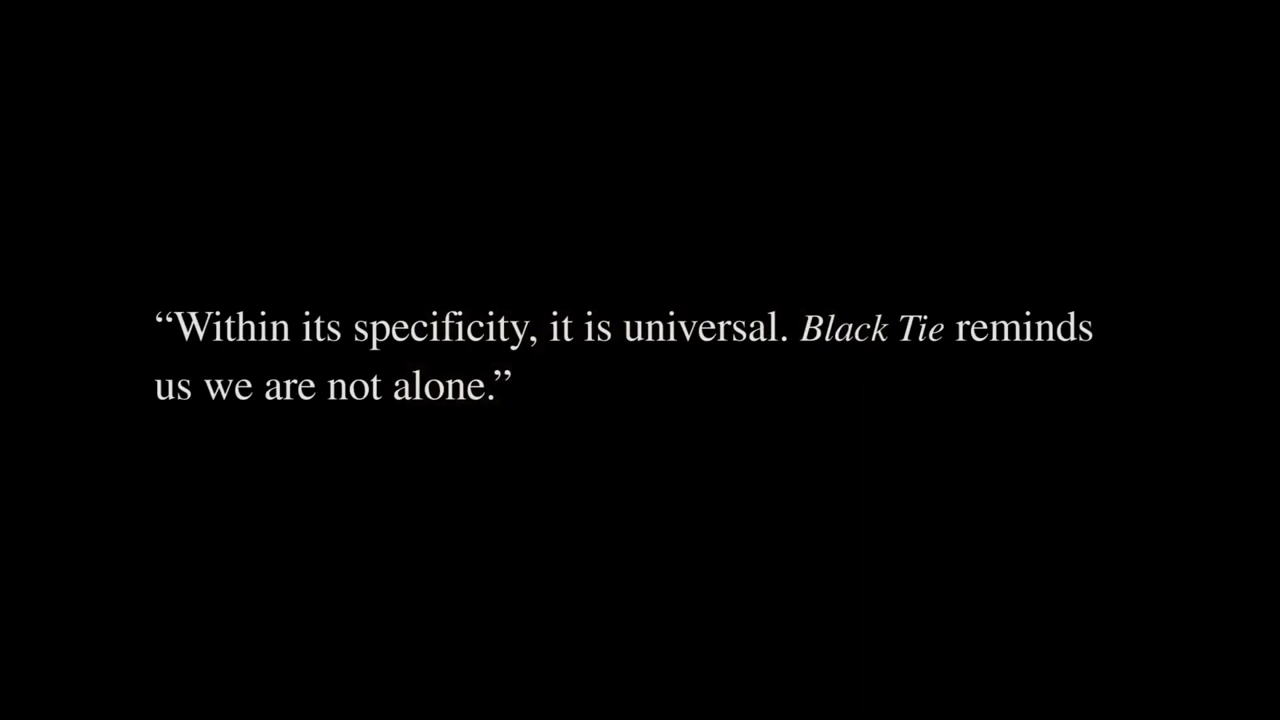 “Within its specificity, it is universal. Black Tie reminds
us we are not alone.”